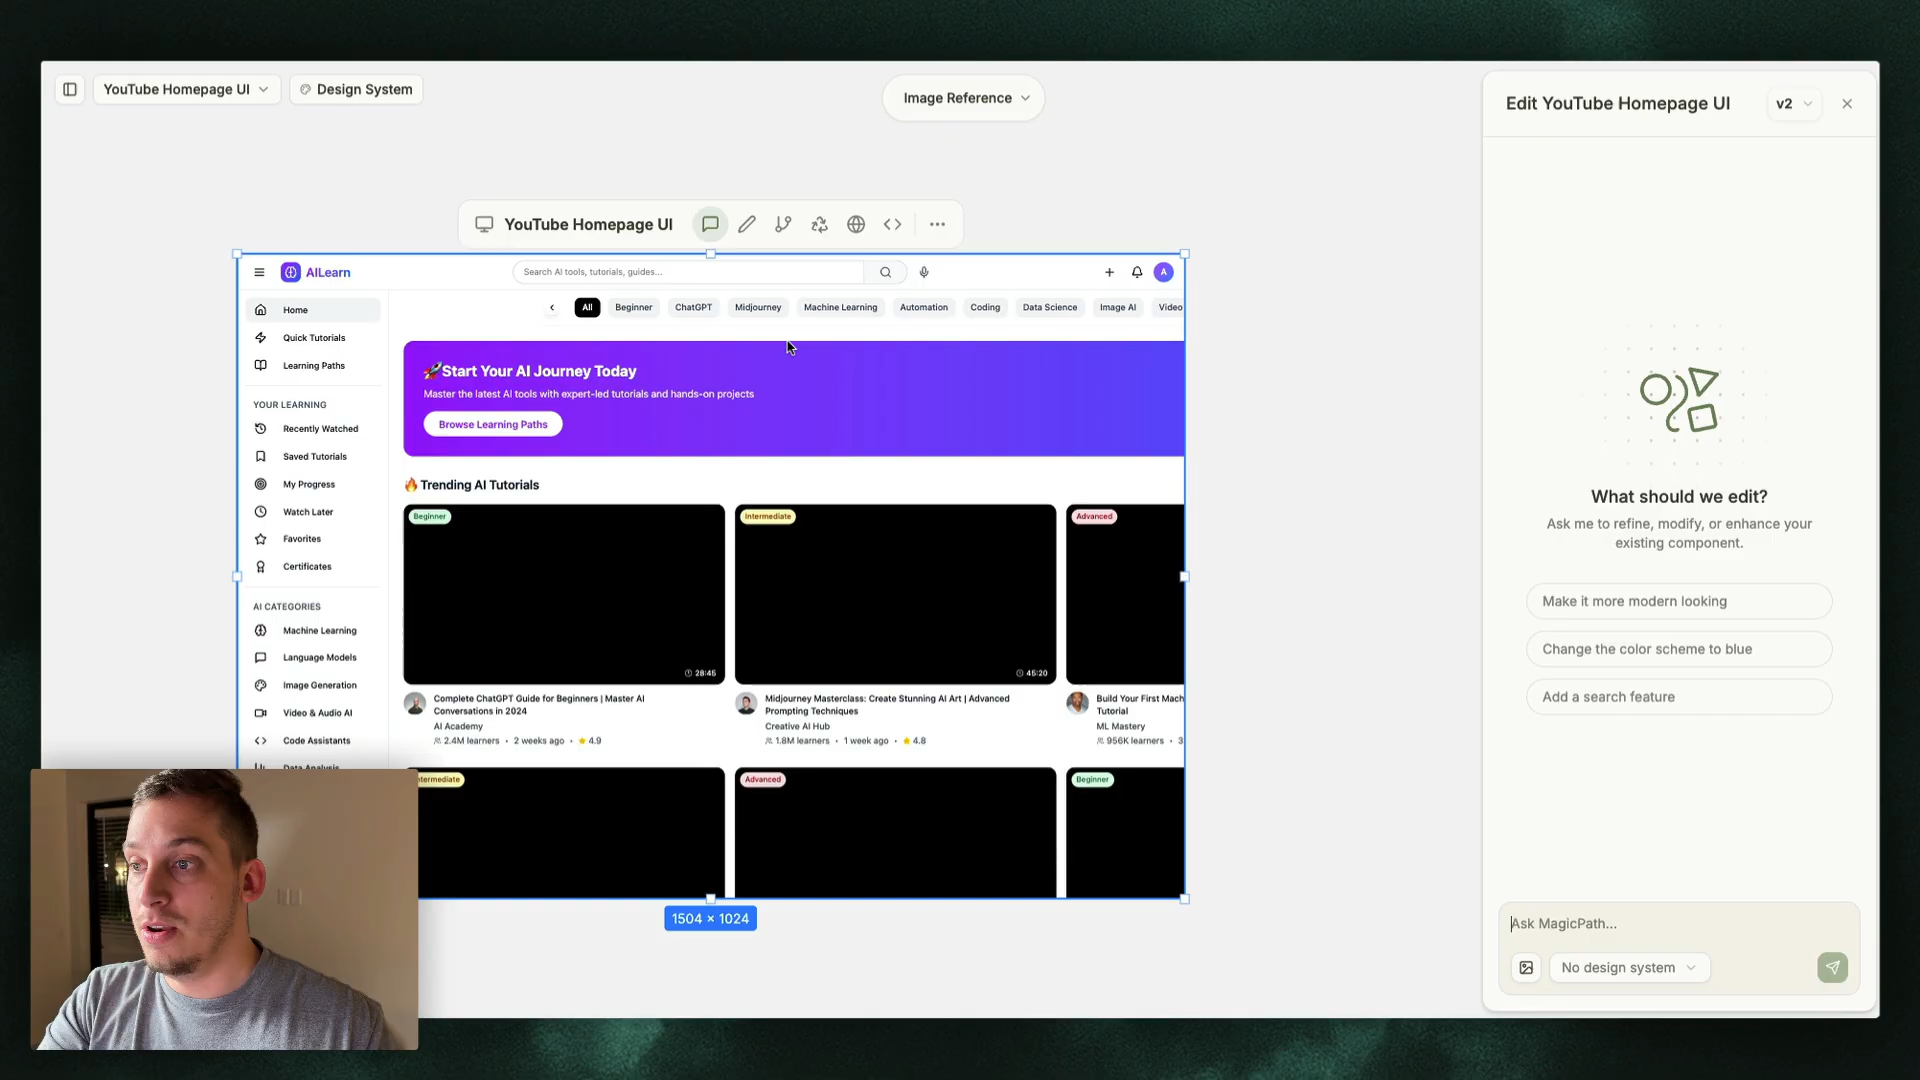 YouTube Homepage UI
Design System
Image Reference
Edit YouTube Homepage UI
v2
YouTube Homepage UI
AILearn
Search AI tools, tutorials, guides...
A
All
Beginner
ChatGPT
Midjourney
Machine Learning
Automation
Coding
Data Science
Image AI
Video
Home
Quick Tutorials
Learning Paths
YOUR LEARNING
Recently Watched
Saved Tutorials
My Progress
Watch Later
Favorites
Certificates
AI CATEGORIES
Machine Learning
Language Models
Image Generation
Video & Audio AI
Code Assistants
Data Analysis
🚀Start Your AI Journey Today
Master the latest AI tools with expert-led tutorials and hands-on projects
Browse Learning Paths
🔥Trending AI Tutorials
Beginner
28:45
Complete ChatGPT Guide for Beginners | Master AI
Conversations in 2024
AI Academy
2.4M learners • 2 weeks ago • ⭐ 4.9
Intermediate
45:20
Midjourney Masterclass: Create Stunning AI Art | Advanced
Prompting Techniques
Creative AI Hub
1.8M learners • 1 week ago • ⭐ 4.8
Advanced
Build Your First Mach
Tutorial
ML Mastery
956K learners • 3
termediate
Advanced
Beginner
1504 × 1024
What should we edit?
Ask me to refine, modify, or enhance your
existing component.
Make it more modern looking
Change the color scheme to blue
Add a search feature
Ask MagicPath...
No design system